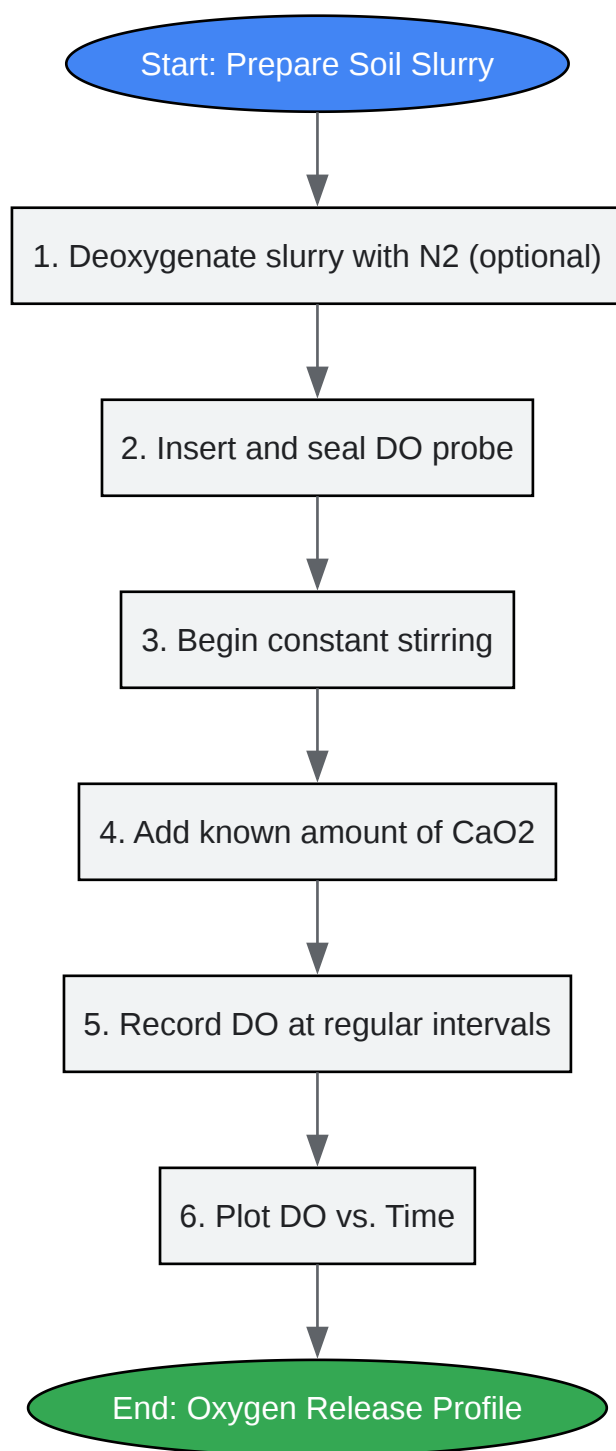 Start: Prepare Soil Slurry
1. Deoxygenate slurry with N2 (optional)
2. Insert and seal DO probe
3. Begin constant stirring
4. Add known amount of CaO2
5. Record DO at regular intervals
6. Plot DO vs. Time
End: Oxygen Release Profile